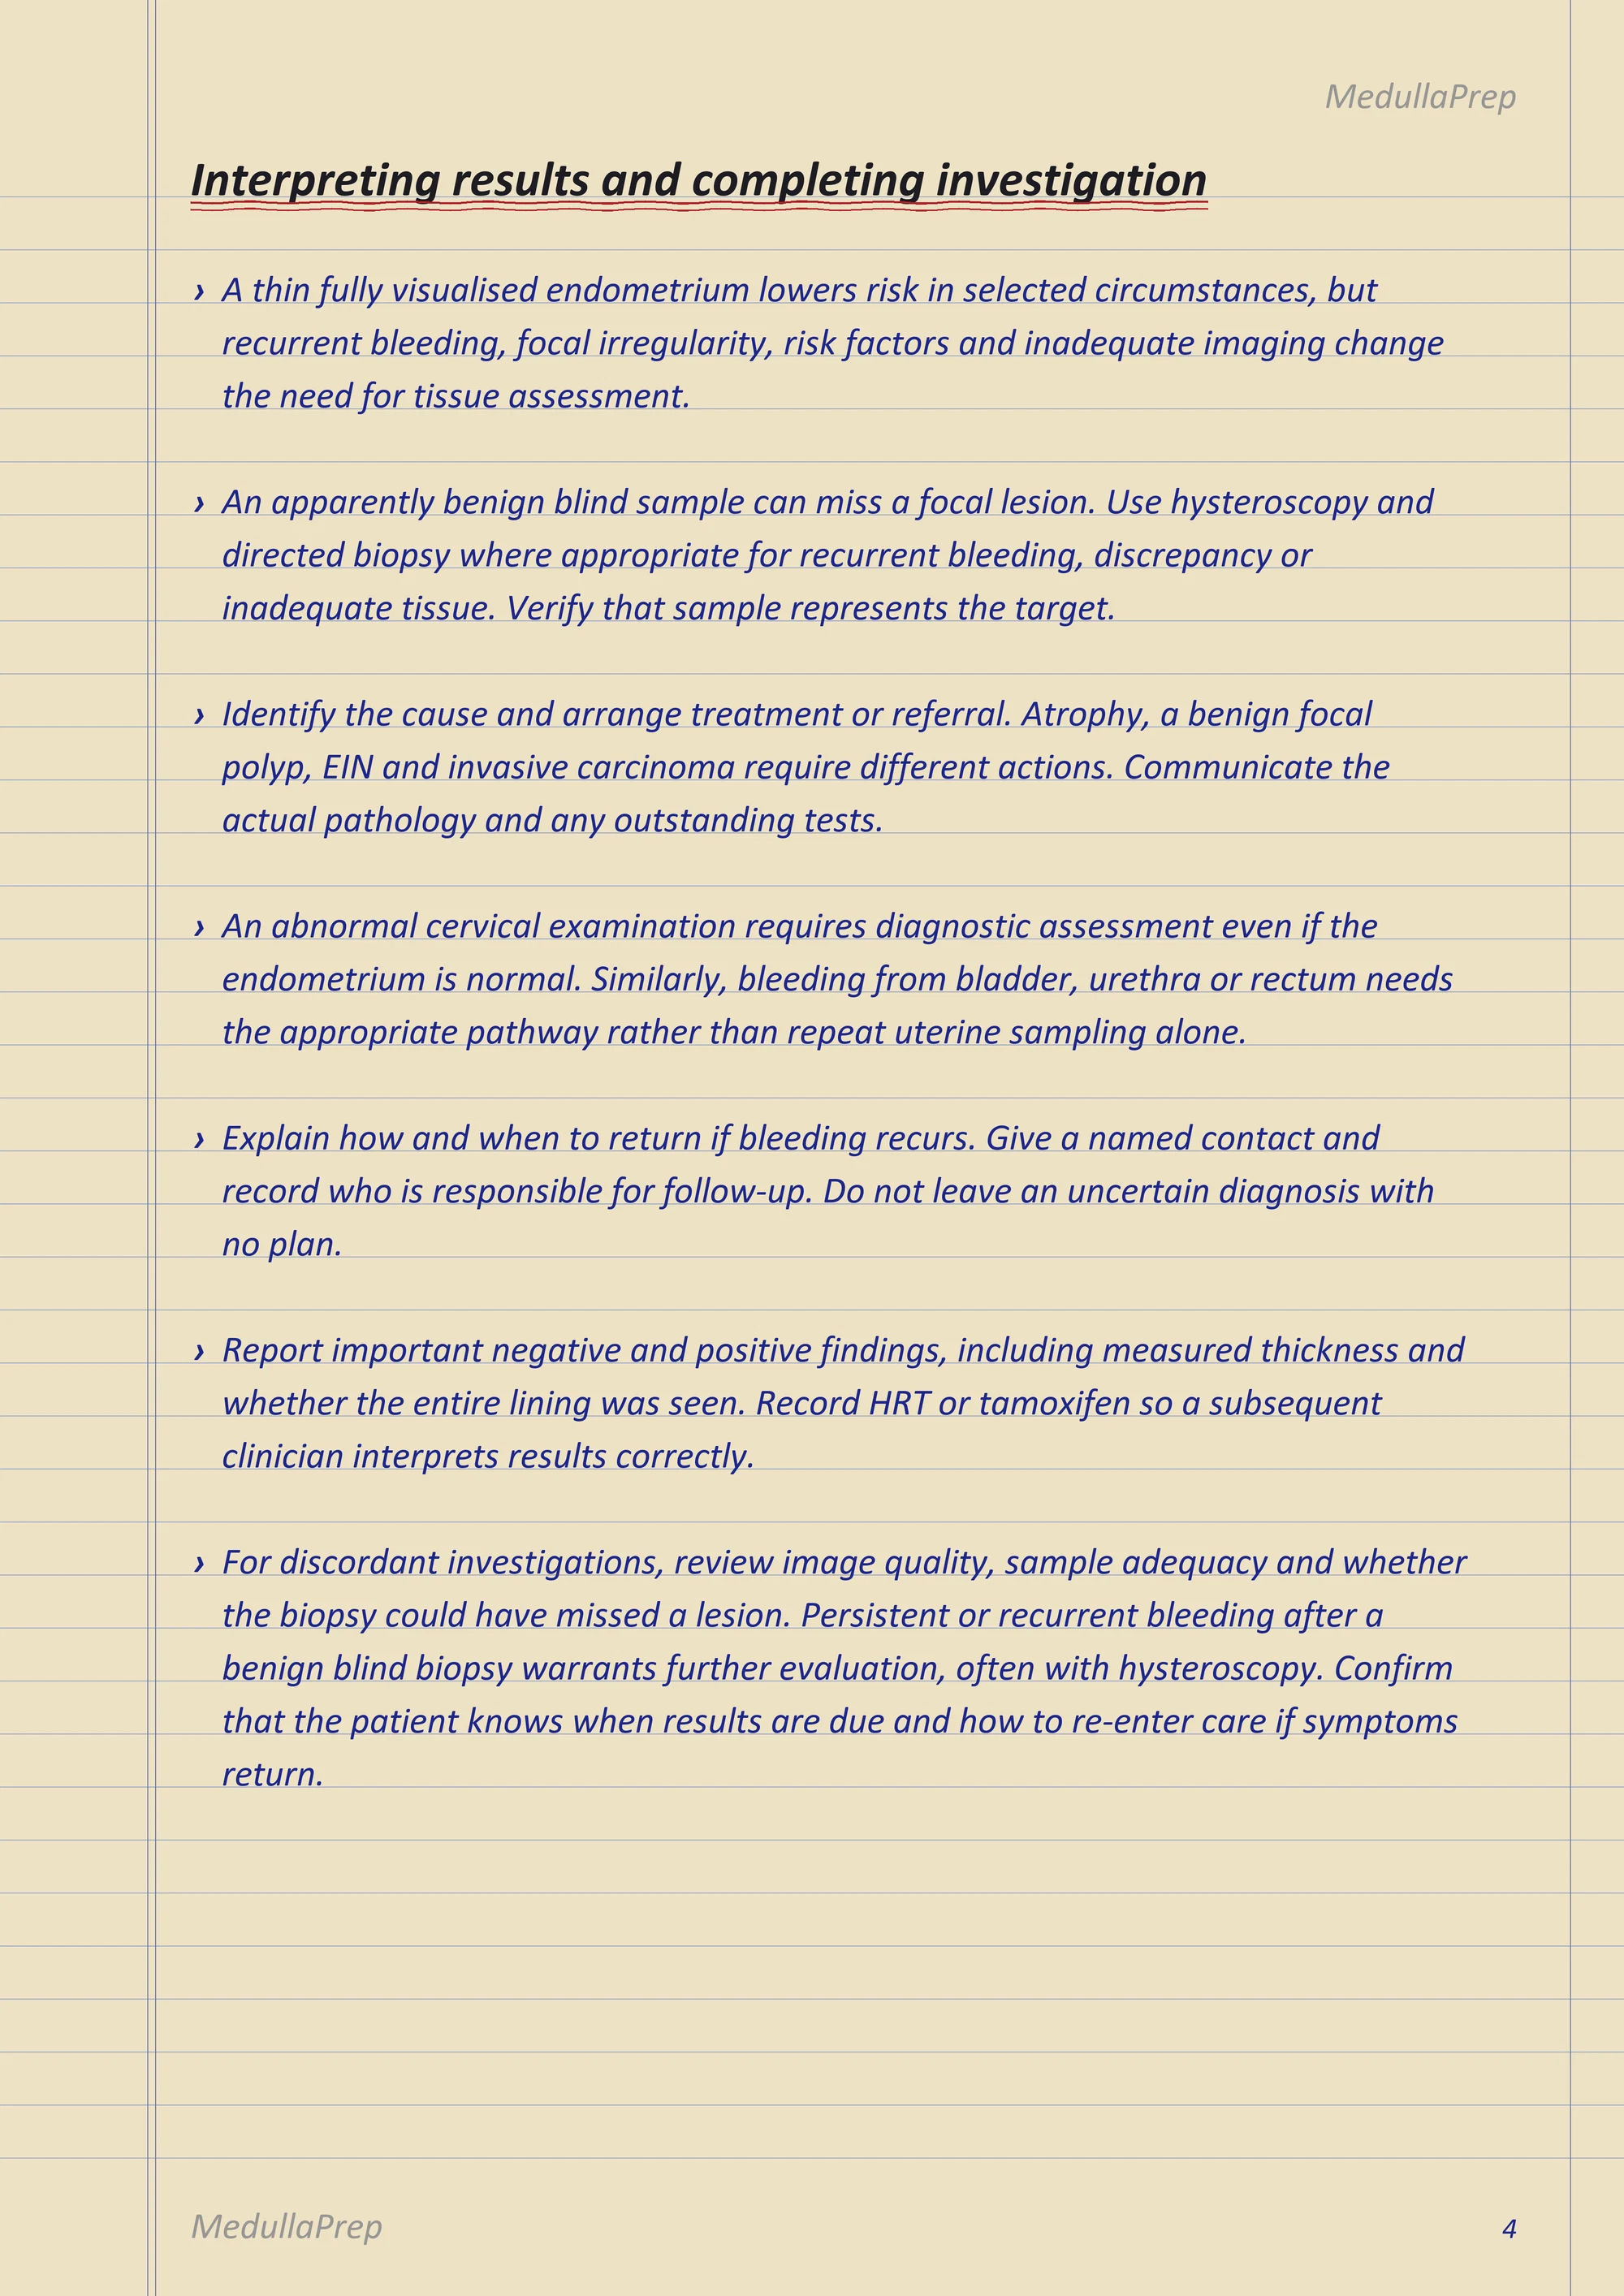 MedullaPrep
Interpreting results and completing investigation
› A thin fully visualised endometrium lowers risk in selected circumstances, but
recurrent bleeding, focal irregularity, risk factors and inadequate imaging change
the need for tissue assessment.
› An apparently benign blind sample can miss a focal lesion. Use hysteroscopy and
directed biopsy where appropriate for recurrent bleeding, discrepancy or
inadequate tissue. Verify that sample represents the target.
› Identify the cause and arrange treatment or referral. Atrophy, a benign focal
polyp, EIN and invasive carcinoma require different actions. Communicate the
actual pathology and any outstanding tests.
› An abnormal cervical examination requires diagnostic assessment even if the
endometrium is normal. Similarly, bleeding from bladder, urethra or rectum needs
the appropriate pathway rather than repeat uterine sampling alone.
› Explain how and when to return if bleeding recurs. Give a named contact and
record who is responsible for follow-up. Do not leave an uncertain diagnosis with
no plan.
› Report important negative and positive findings, including measured thickness and
whether the entire lining was seen. Record HRT or tamoxifen so a subsequent
clinician interprets results correctly.
› For discordant investigations, review image quality, sample adequacy and whether
the biopsy could have missed a lesion. Persistent or recurrent bleeding after a
benign blind biopsy warrants further evaluation, often with hysteroscopy. Confirm
that the patient knows when results are due and how to re-enter care if symptoms
return.
MedullaPrep
4